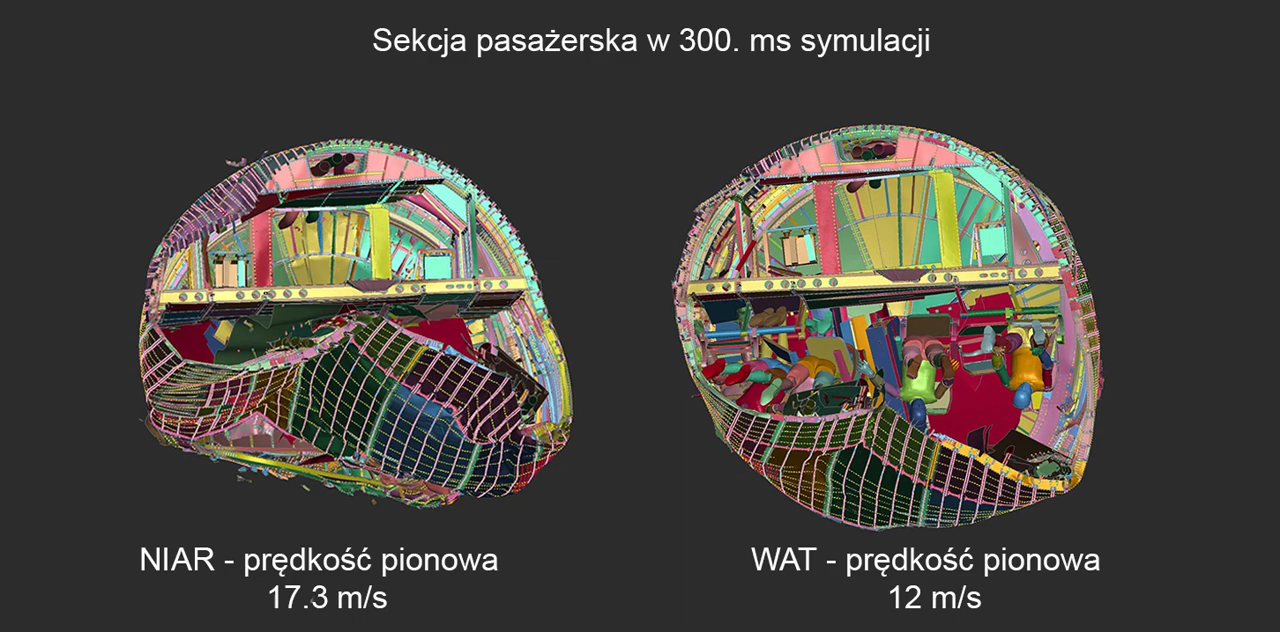 Sekcja pasażerska w 300. ms symulacji
NIAR - prędkość pionowa
17.3 m/s
WAT - prędkość pionowa
12 m/s